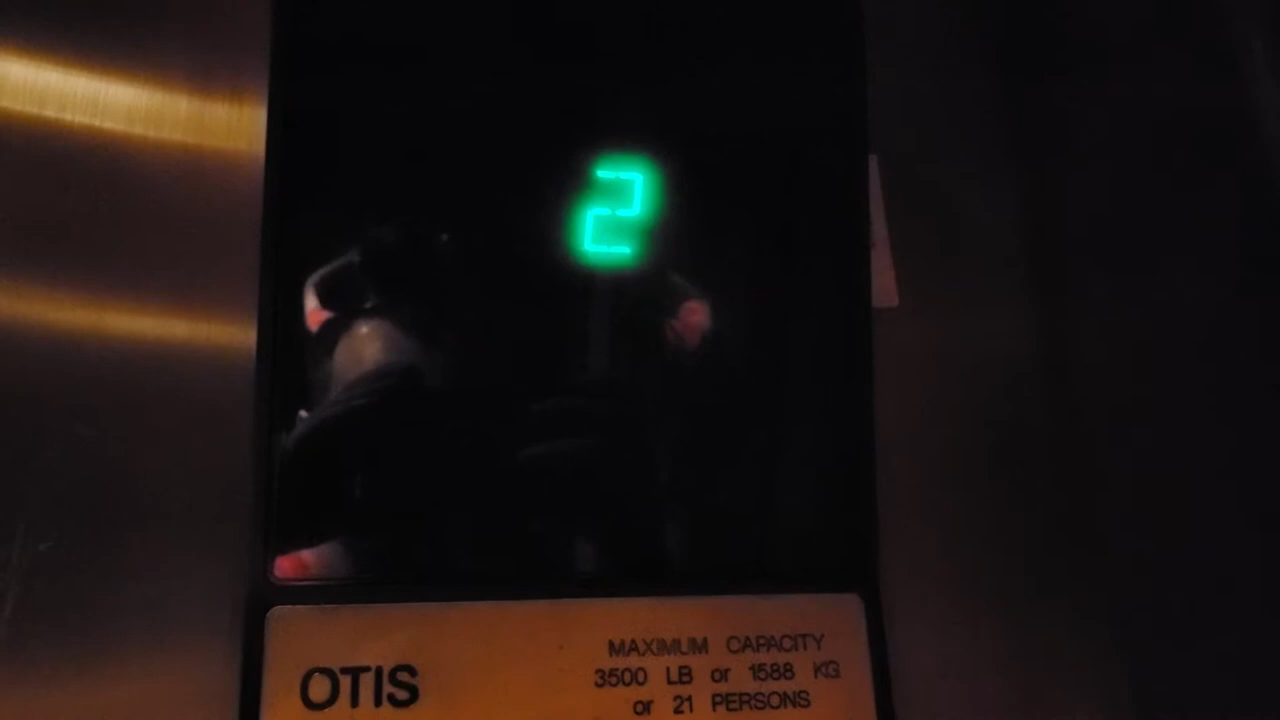 2
OTIS
MAXIMUM CAPACITY
3500 LB or 1588 KG
or 21 PERSONS